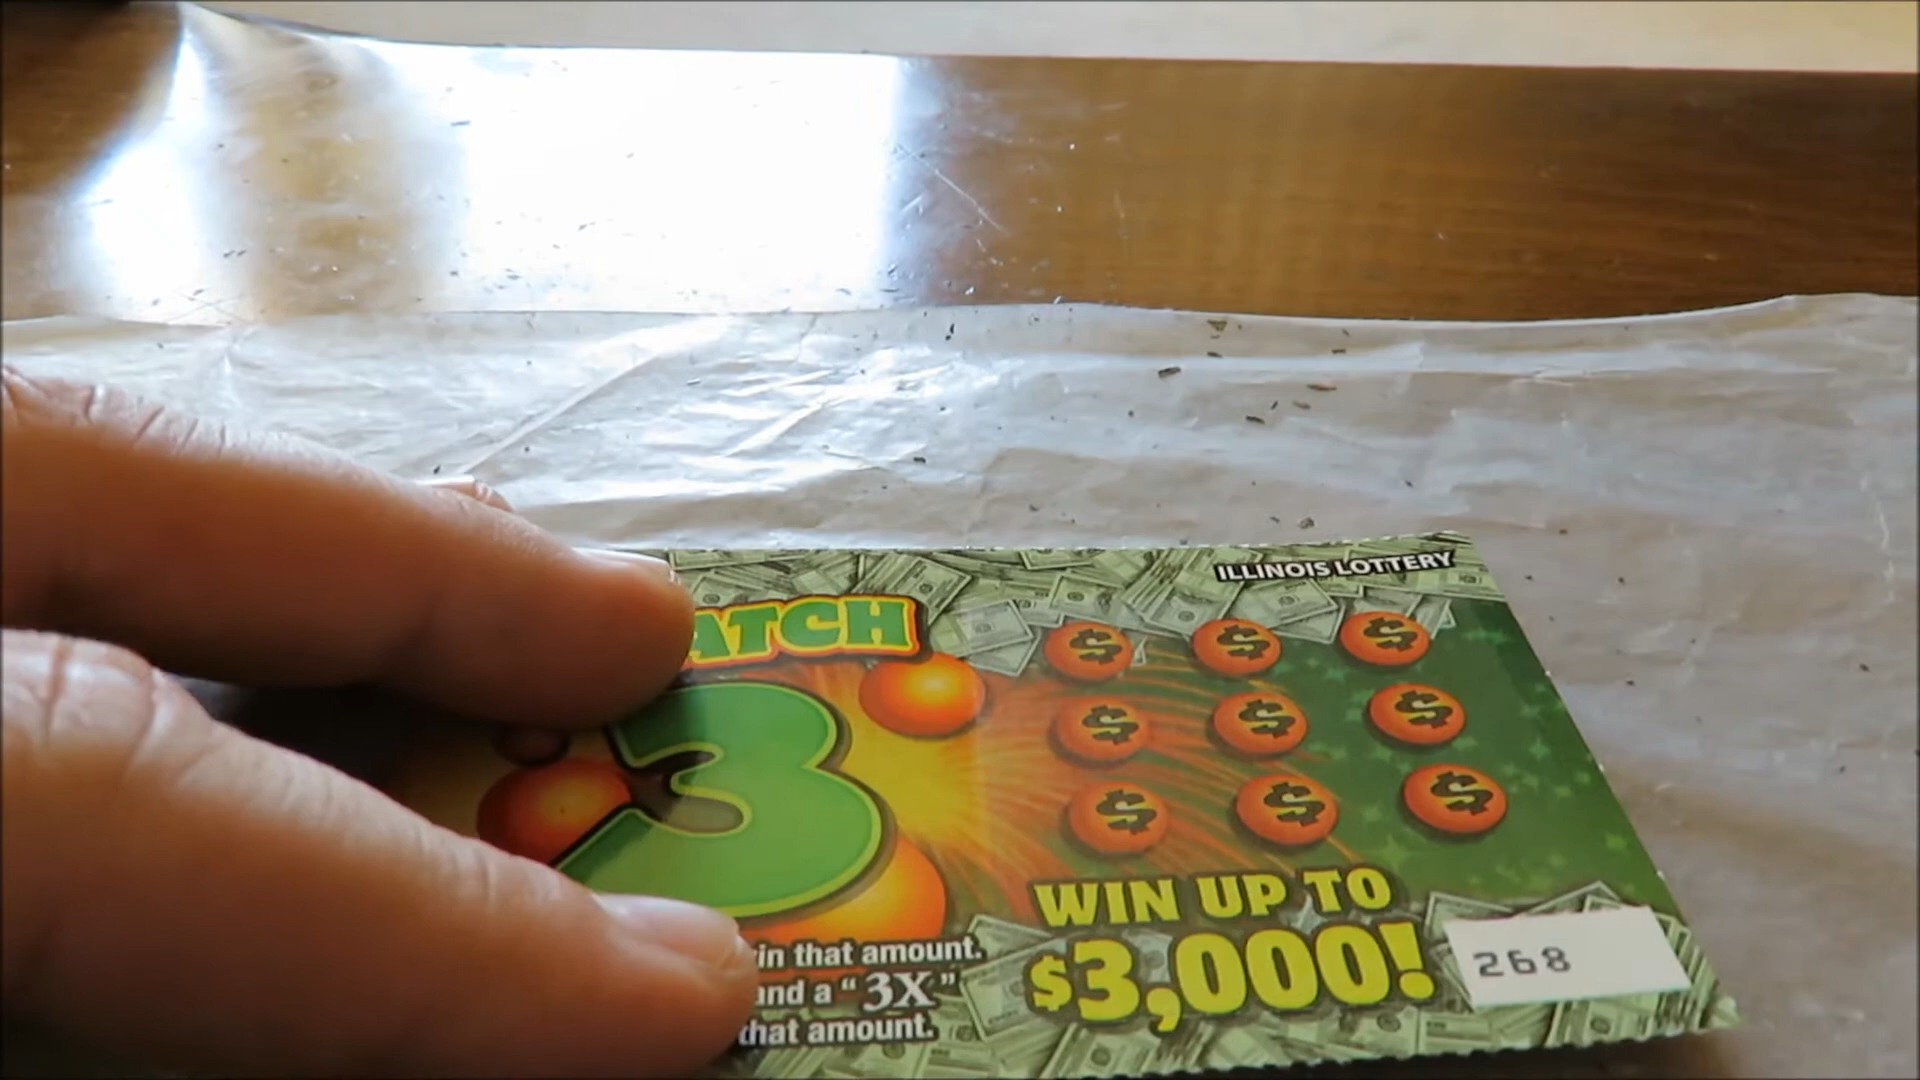 ILLINOIS LOTTERY
ATCH
3
$ $ $
$ $ $
$ $ $
WIN UP TO
$3,000!
in that amount.
and a "3X"
that amount.
268